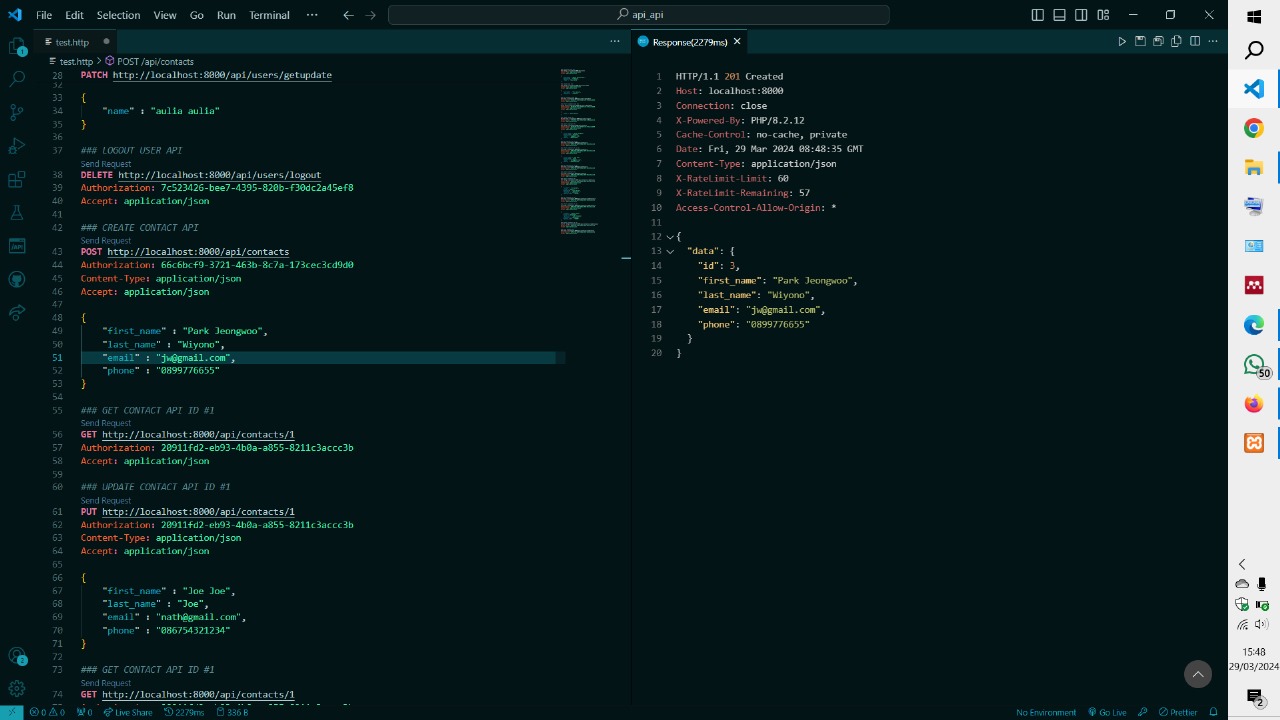 File Edit Selection View Go Run Terminal ··· api_api
test.http
test.http > POST /api/contacts
28 PATCH http://localhost:8000/api/users/getupdate
32
33 {
34 "name" : "aulia aulia"
35 }
36
37 ### LOGOUT USER API
Send Request
38 DELETE http://localhost:8000/api/users/logout
40 Accept: application/json
41
42 ### CREATE CONTACT API
Send Request
43 POST http://localhost:8000/api/contacts
44 Authorization: 66c6bcf9-3721-463b-8c7a-173cec3cd9d0
45 Content-Type: application/json
46 Accept: application/json
47
48 {
49 "first_name" : "Park Jeongwoo",
50 "last_name" : "Wiyono",
51 "email" : "jw@gmail.com",
52 "phone" : "0899776655"
53 }
54
55 ### GET CONTACT API ID #1
Send Request
56 GET http://localhost:8000/api/contacts/1
57 Authorization: 20911fd2-eb93-4b0a-a855-8211c3accc3b
58 Accept: application/json
59
60 ### UPDATE CONTACT API ID #1
Send Request
61 PUT http://localhost:8000/api/contacts/1
62 Authorization: 20911fd2-eb93-4b0a-a855-8211c3accc3b
63 Content-Type: application/json
64 Accept: application/json
65
66 {
67 "first_name" : "Joe Joe",
68 "last_name" : "Joe",
69 "email" : "nath@gmail.com",
70 "phone" : "086754321234"
71 }
72
73 ### GET CONTACT API ID #1
Send Request
74 GET http://localhost:8000/api/contacts/1
Response(2279ms)
1 HTTP/1.1 201 Created
2 Host: localhost:8000
3 Connection: close
4 X-Powered-By: PHP/8.2.12
5 Cache-Control: no-cache, private
6 Date: Fri, 29 Mar 2024 08:48:35 GMT
7 Content-Type: application/json
8 X-RateLimit-Limit: 60
9 X-RateLimit-Remaining: 57
10 Access-Control-Allow-Origin: *
11
12 {
13 "data": {
14 "id": 3,
15 "first_name": "Park Jeongwoo",
16 "last_name": "Wiyono",
17 "email": "jw@gmail.com",
18 "phone": "0899776655"
19 }
20 }
50
15:48
29/03/2024
2
0 0 0 Live Share 2279ms 336 B No Environment Go Live Prettier